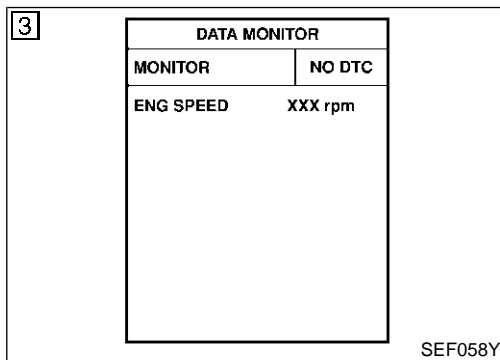 3
DATA MONITOR
MONITOR NO DTC
ENG SPEED XXX rpm
SEF058Y